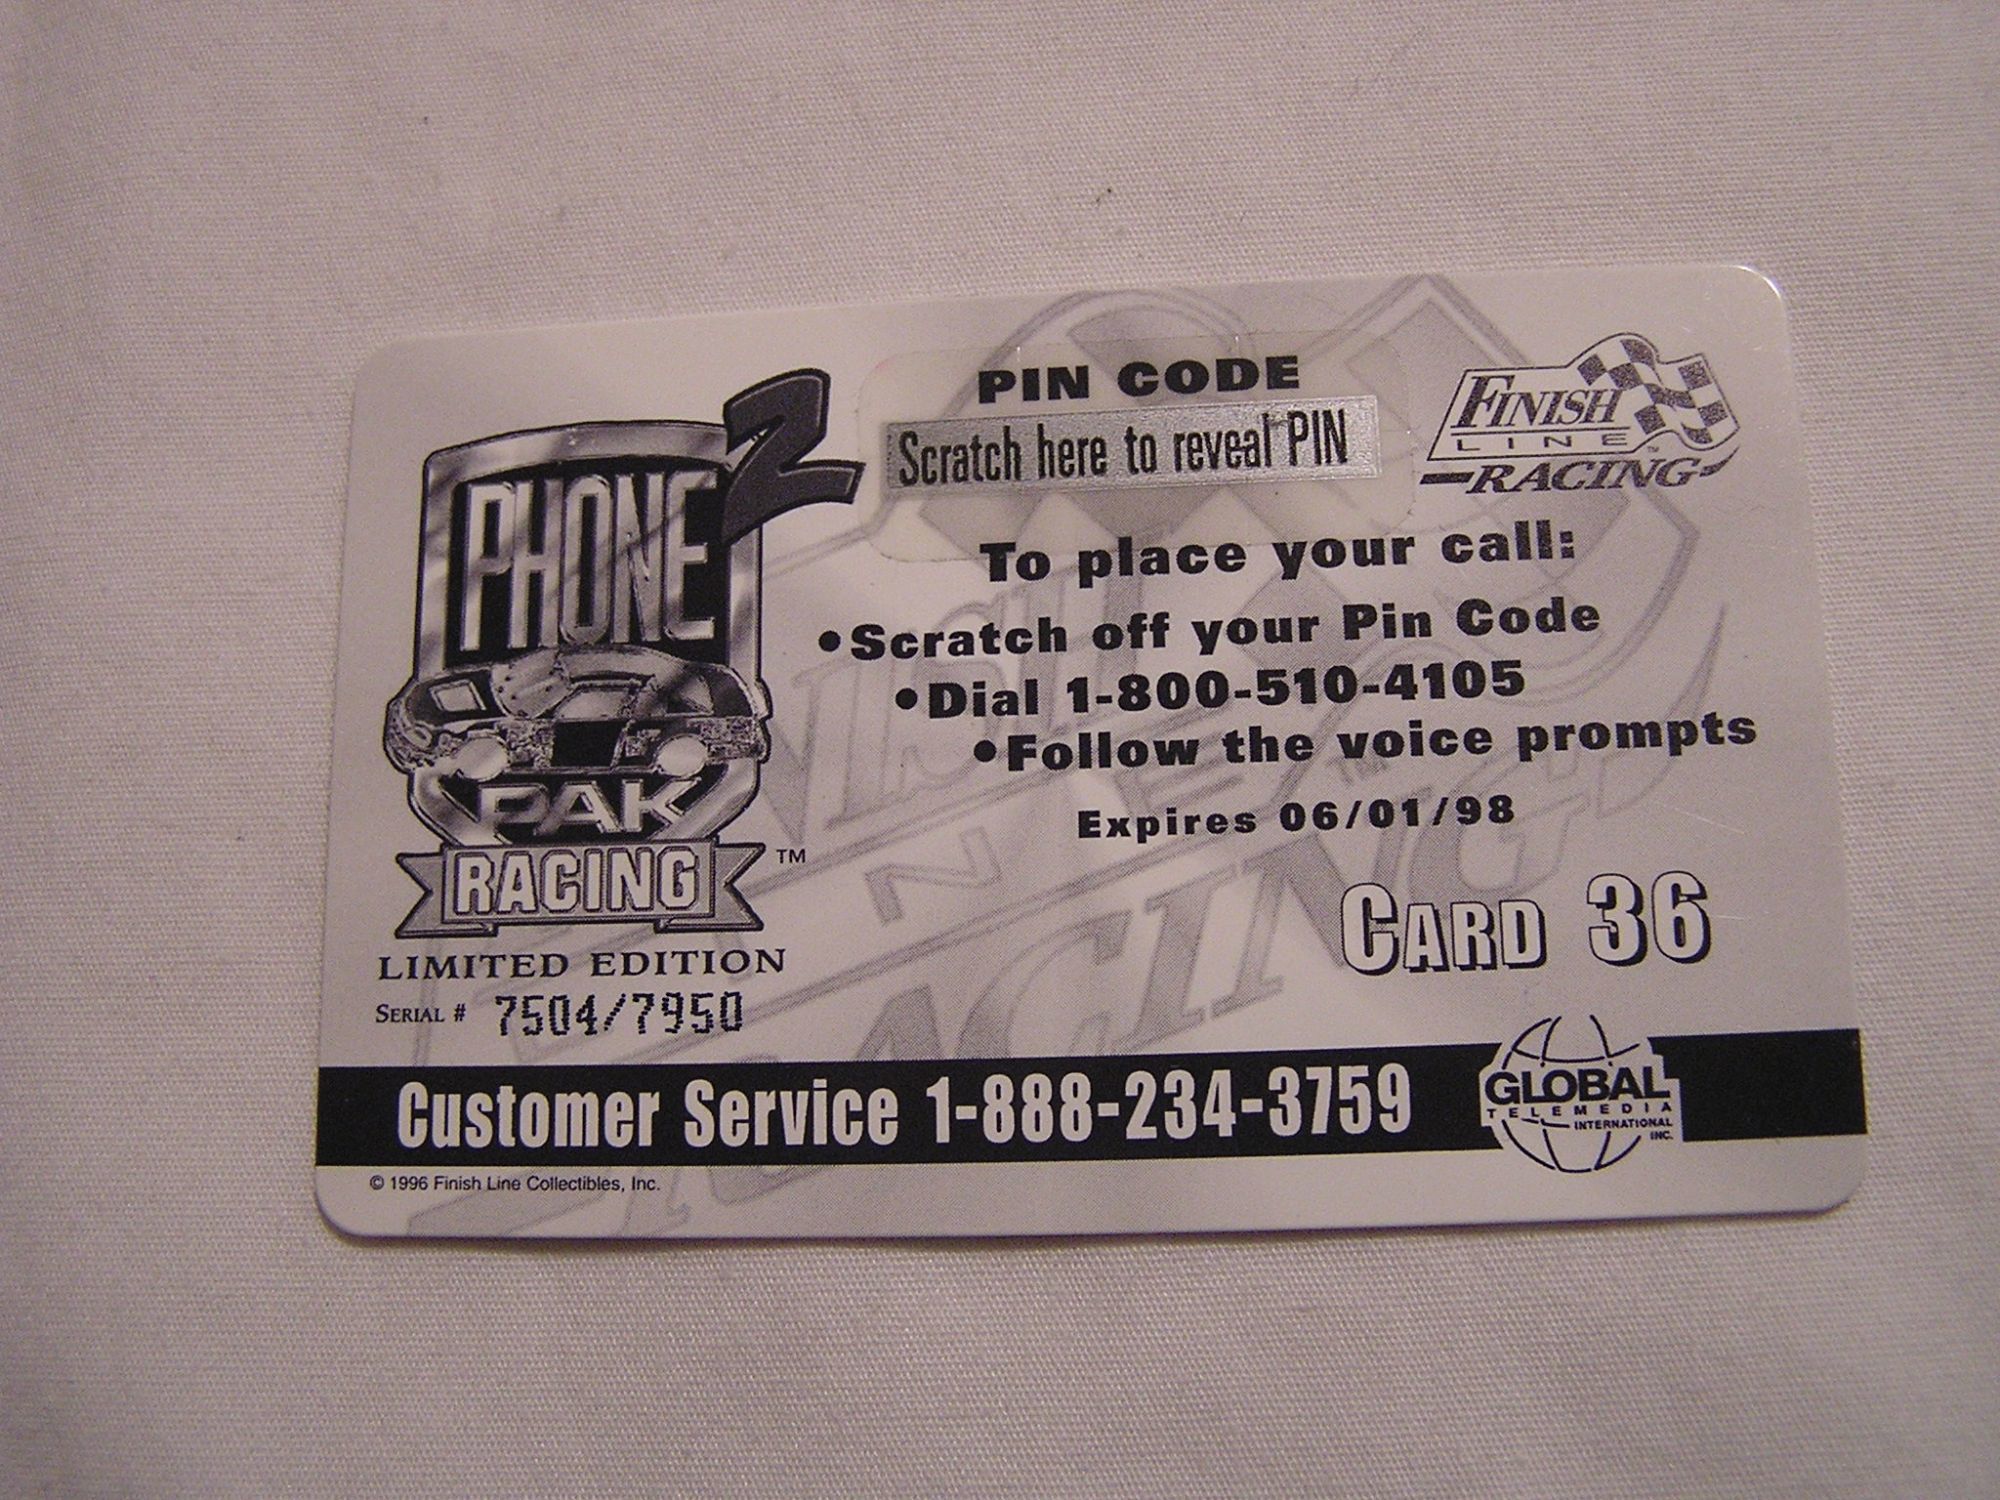 PHONE 2
PAK
RACING ™
LIMITED EDITION
SERIAL # 7504/7950
PIN CODE
Scratch here to reveal PIN
FINISH
LINE ™
RACING
To place your call:
•Scratch off your Pin Code
•Dial 1-800-510-4105
•Follow the voice prompts
Expires 06/01/98
CARD 36
Customer Service 1-888-234-3759
GLOBAL
TELEMEDIA
INTERNATIONAL
INC.
© 1996 Finish Line Collectibles, Inc.